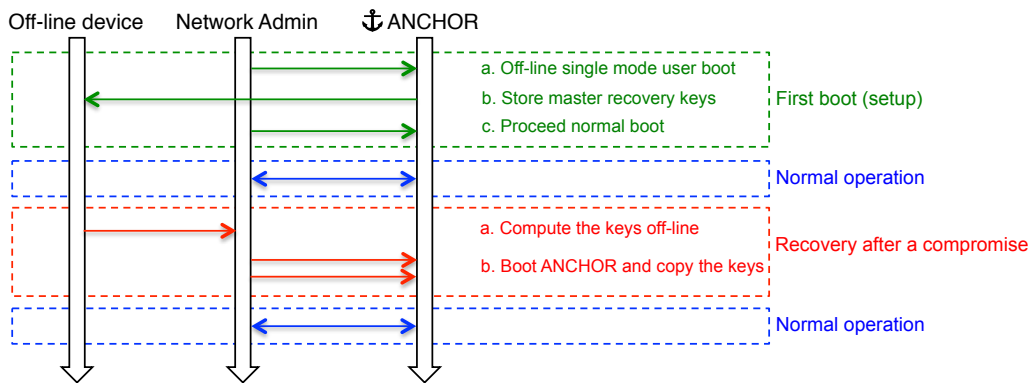 Off-line device Network Admin ANCHOR
a. Off-line single mode user boot
b. Store master recovery keys
First boot (setup)
c. Proceed normal boot
Normal operation
a. Compute the keys off-line
Recovery after a compromise
b. Boot ANCHOR and copy the keys
Normal operation